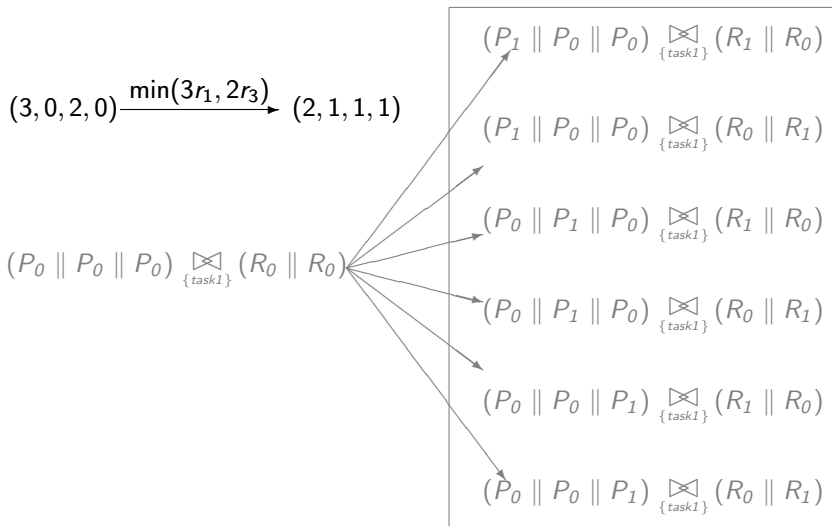 (P₁ ∥ P₀ ∥ P₀) ⋈_{task1} (R₁ ∥ R₀)
(3, 0, 2, 0) min(3r₁, 2r₃) (2, 1, 1, 1)
(P₁ ∥ P₀ ∥ P₀) ⋈_{task1} (R₀ ∥ R₁)
(P₀ ∥ P₁ ∥ P₀) ⋈_{task1} (R₁ ∥ R₀)
(P₀ ∥ P₀ ∥ P₀) ⋈_{task1} (R₀ ∥ R₀)
(P₀ ∥ P₁ ∥ P₀) ⋈_{task1} (R₀ ∥ R₁)
(P₀ ∥ P₀ ∥ P₁) ⋈_{task1} (R₁ ∥ R₀)
(P₀ ∥ P₀ ∥ P₁) ⋈_{task1} (R₀ ∥ R₁)